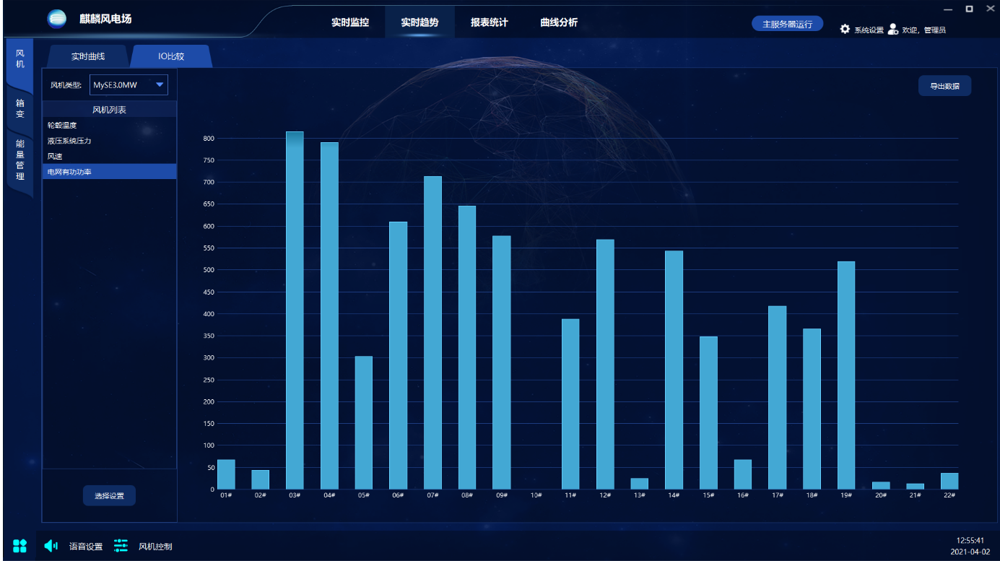 麒麟风电场
实时监控 实时趋势 报表统计 曲线分析
主服务器运行
系统设置 欢迎，管理员
风机
箱变
能量管理
实时曲线 IO比较
风机类型: MySE3.0MW
风机列表
轮毂温度
液压系统压力
风速
电网有功功率
选择设置
导出数据
800
750
700
650
600
550
500
450
400
350
300
250
200
150
100
50
0
01# 02# 03# 04# 05# 06# 07# 08# 09# 10# 11# 12# 13# 14# 15# 16# 17# 18# 19# 20# 21# 22#
语音设置 风机控制
12:55:41
2021-04-02